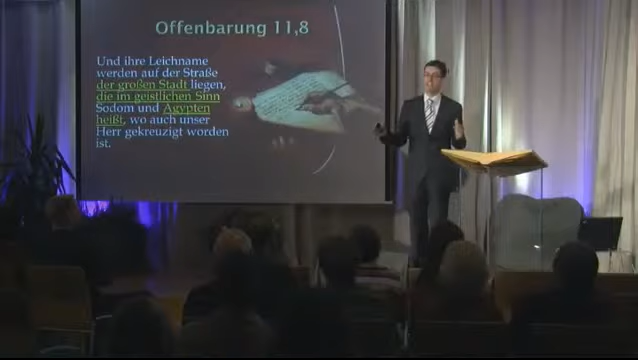 Offenbarung 11,8
Und ihre Leichname
werden auf der Straße
der großen Stadt liegen,
die im geistlichen Sinn
Sodom und Ägypten
heißt, wo auch unser
Herr gekreuzigt worden
ist.